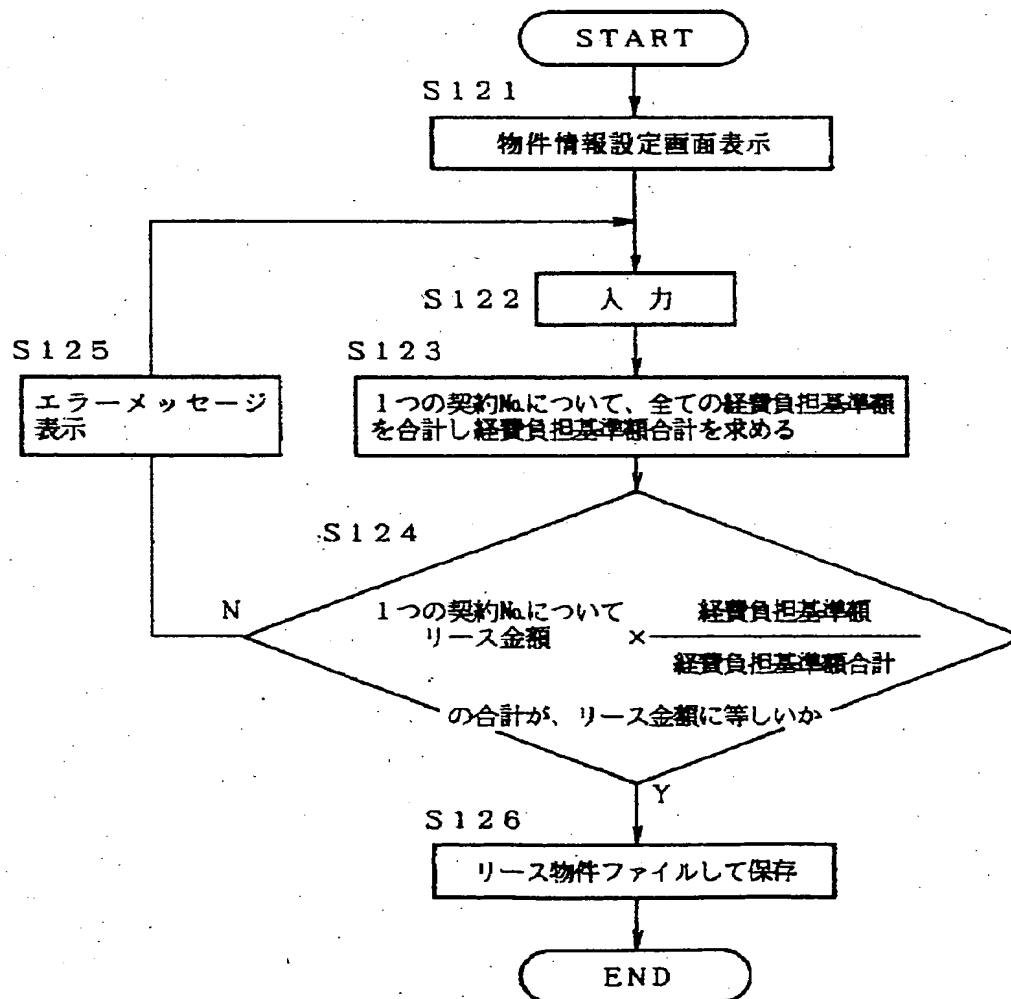 START
S121
物件情報設定画面表示
S122
入 力
S125
エラーメッセージ
表示
S123
1つの契約№について、全ての経費負担基準額
を合計し経費負担基準額合計を求める
S124
N
1つの契約№について
リース金額 × 経費負担基準額
経費負担基準額合計
の合計が、リース金額に等しいか
Y
S126
リース物件ファイルして保存
END